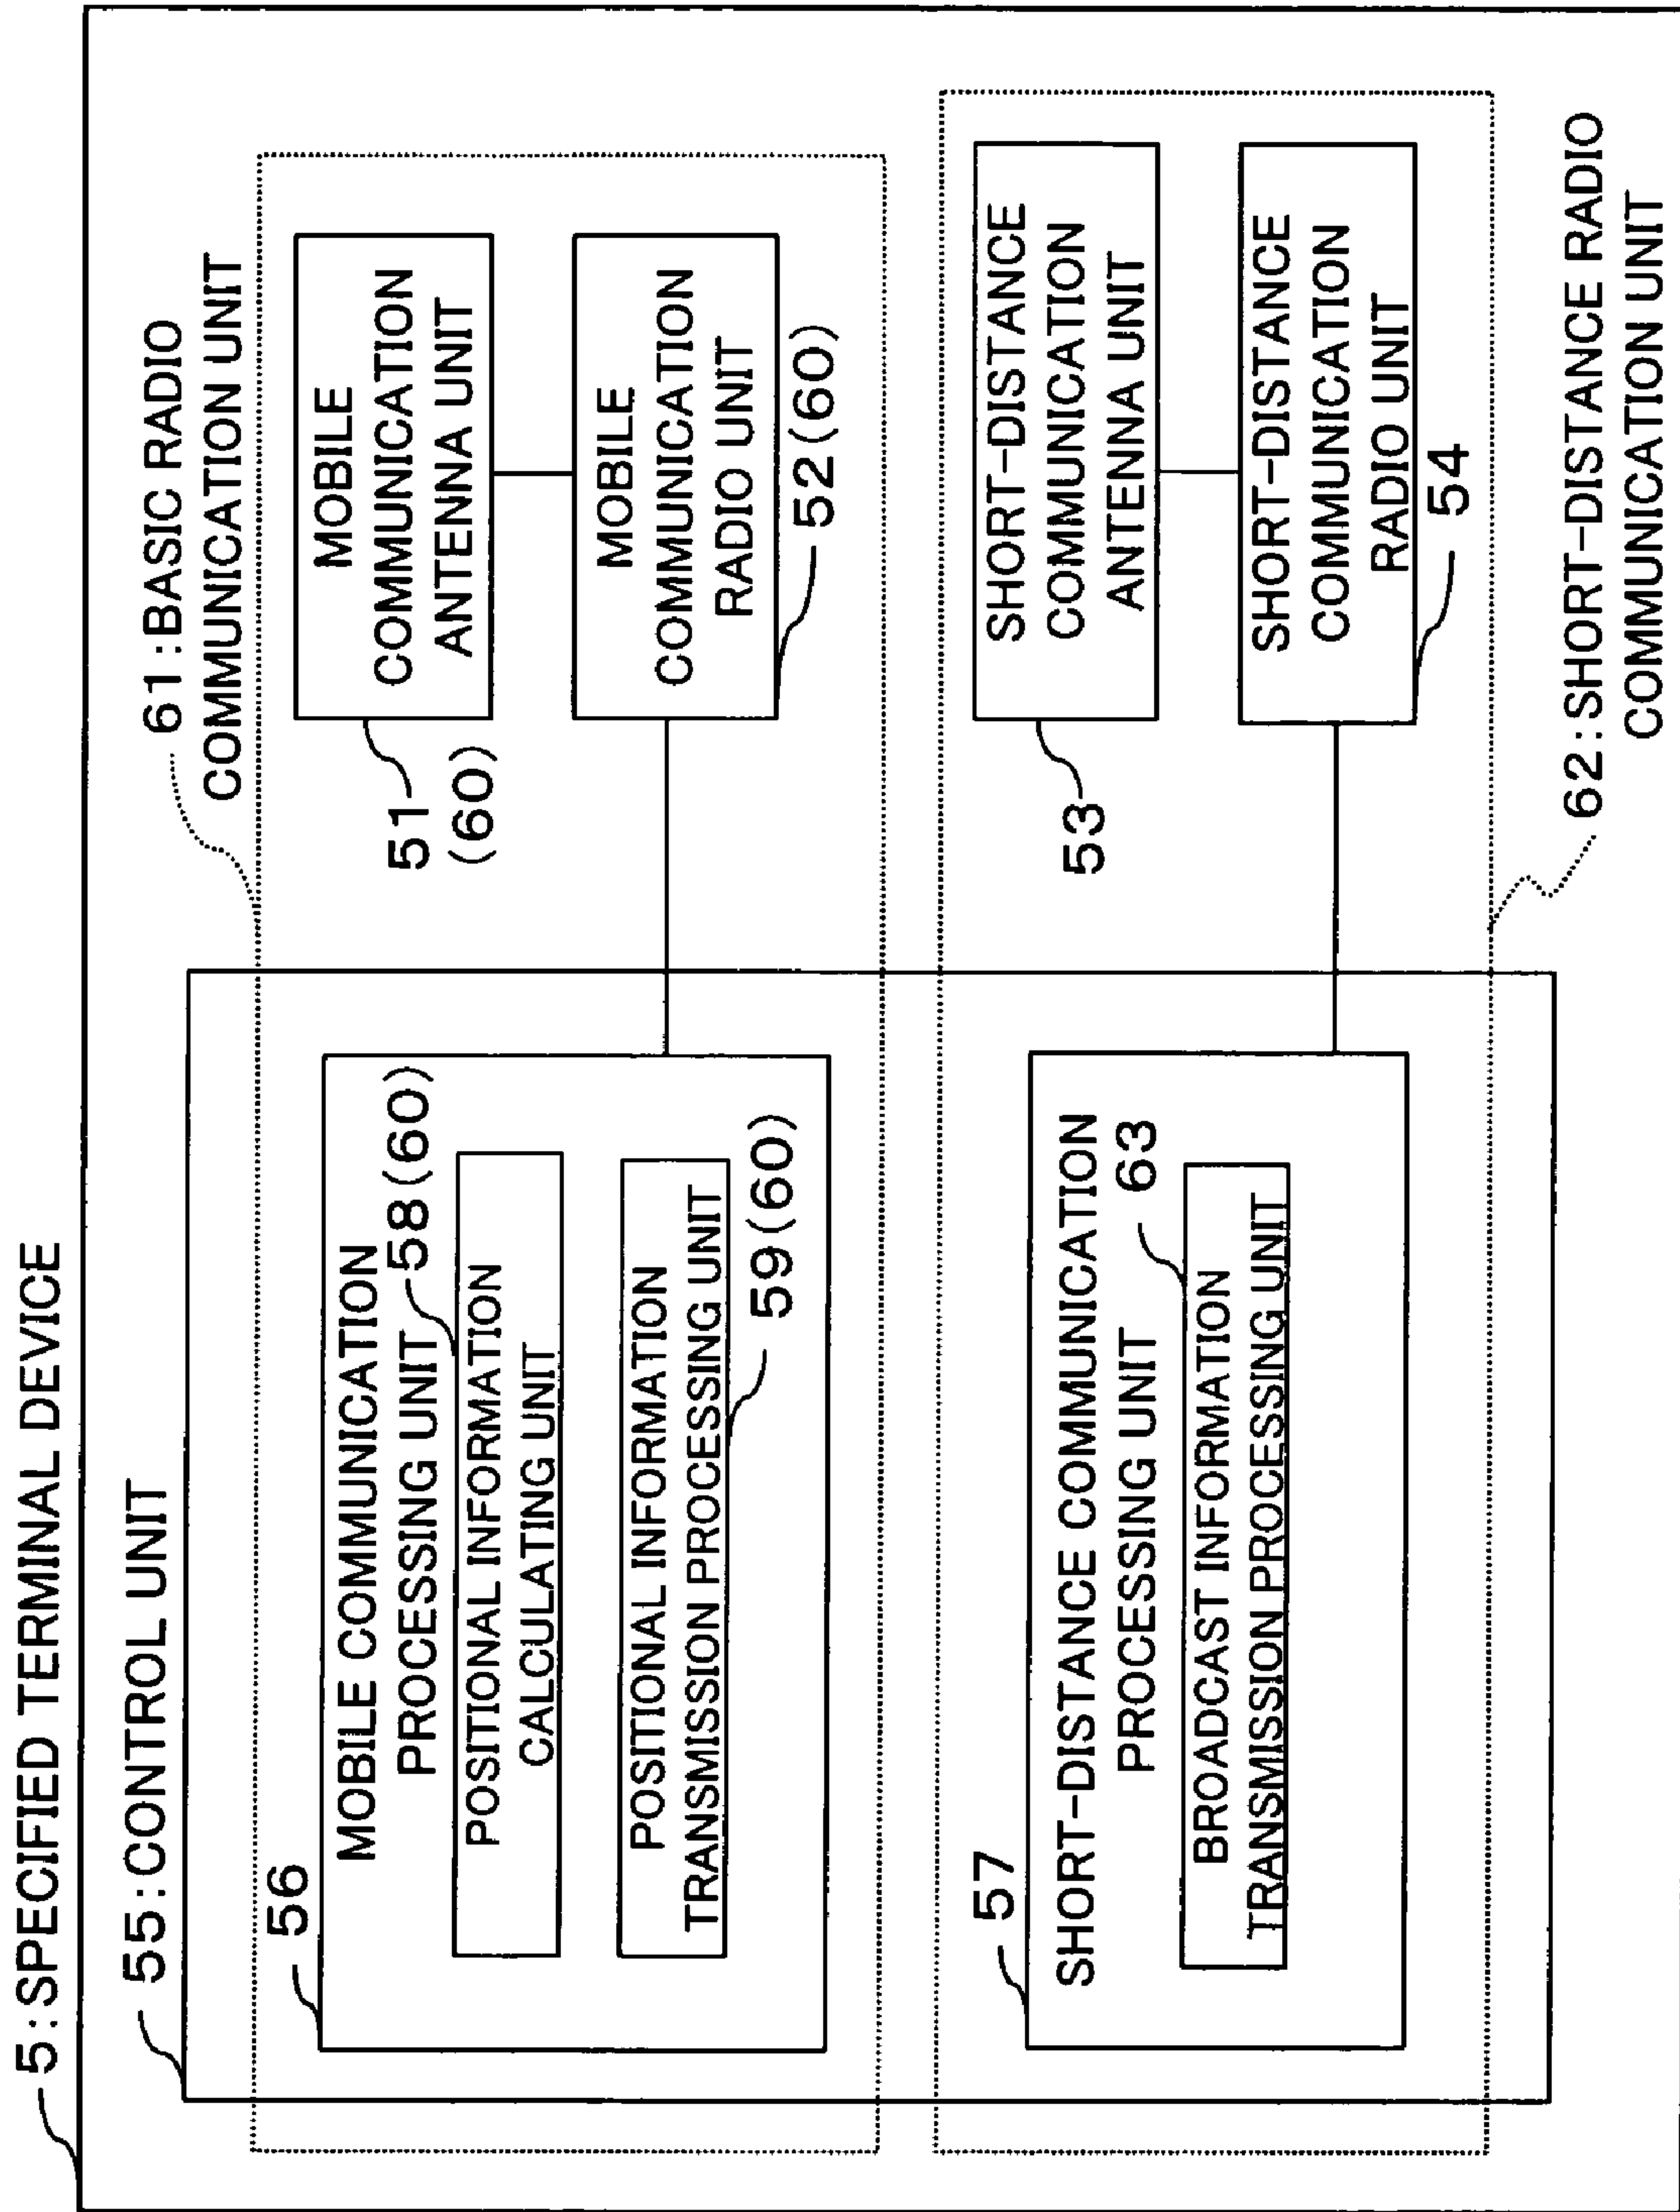 5:SPECIFIED TERMINAL DEVICE
55:CONTROL UNIT
61:BASIC RADIO
COMMUNICATION UNIT
56
MOBILE COMMUNICATION
PROCESSING UNIT
58(60)
POSITIONAL INFORMATION
CALCULATING UNIT
POSITIONAL INFORMATION
TRANSMISSION PROCESSING UNIT
59(60)
MOBILE
COMMUNICATION
ANTENNA UNIT
51
(60)
MOBILE
COMMUNICATION
RADIO UNIT
52(60)
57
SHORT-DISTANCE COMMUNICATION
PROCESSING UNIT
63
BROADCAST INFORMATION
TRANSMISSION PROCESSING UNIT
SHORT-DISTANCE
COMMUNICATION
ANTENNA UNIT
53
SHORT-DISTANCE
COMMUNICATION
RADIO UNIT
54
62:SHORT-DISTANCE RADIO
COMMUNICATION UNIT